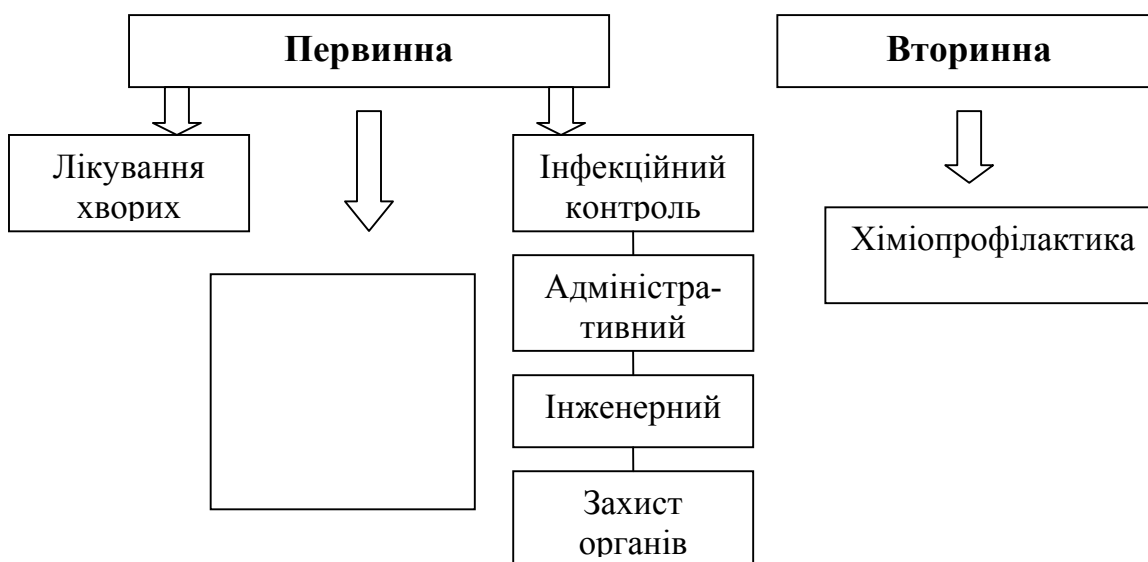 Первинна
Вторинна
Лікування
хворих
Інфекційний
контроль
Хіміопрофілактика
Адміністра-
тивний
Інженерний
Захист
органів